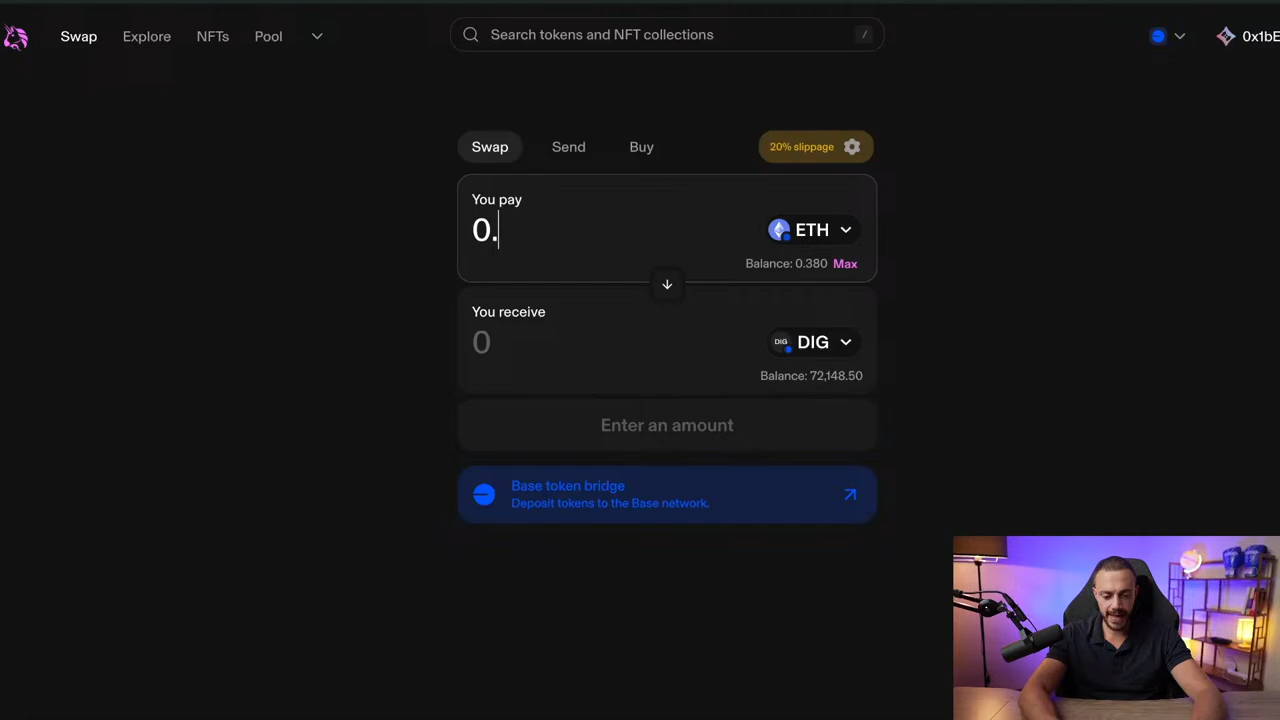 Swap
Explore
NFTs
Pool
Search tokens and NFT collections
/
0x1bE
Swap
Send
Buy
20% slippage
You pay
0.
ETH
Balance: 0.380 Max
You receive
0
DIG
DIG
Balance: 72,148.50
Enter an amount
Base token bridge
Deposit tokens to the Base network.